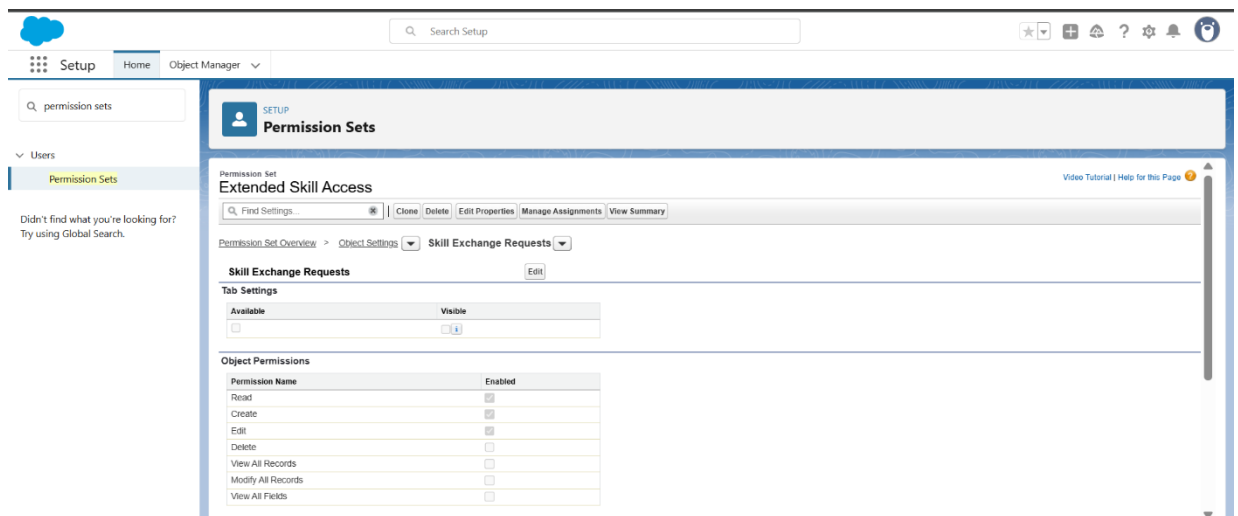 Search Setup
Setup Home Object Manager
permission sets
Users
Permission Sets
Didn't find what you're looking for?
Try using Global Search.
SETUP
Permission Sets
Permission Set
Extended Skill Access
Video Tutorial | Help for this Page
Find Settings... | Clone Delete Edit Properties Manage Assignments View Summary
Permission Set Overview > Object Settings Skill Exchange Requests
Skill Exchange Requests Edit
Tab Settings
Available Visible
Object Permissions
Permission Name Enabled
Read
Create
Edit
Delete
View All Records
Modify All Records
View All Fields